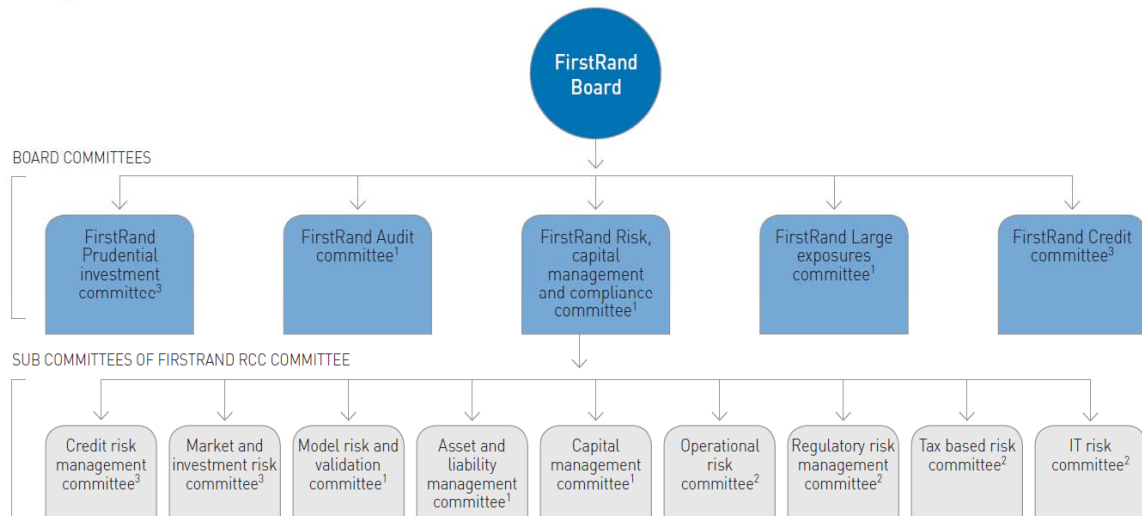 FirstRand
Board
BOARD COMMITTEES
FirstRand
Prudential
investment
committee³
FirstRand Audit
committee¹
FirstRand Risk,
capital
management
and compliance
committee¹
FirstRand Large
exposures
committee¹
FirstRand Credit
committee³
SUB COMMITTEES OF FIRSTRAND RCC COMMITTEE
Credit risk
management
committee³
Market and
investment risk
committee³
Model risk and
validation
committee¹
Asset and
liability
management
committee¹
Capital
management
committee¹
Operational
risk
committee²
Regulatory risk
management
committee²
Tax based risk
committee²
IT risk
committee²